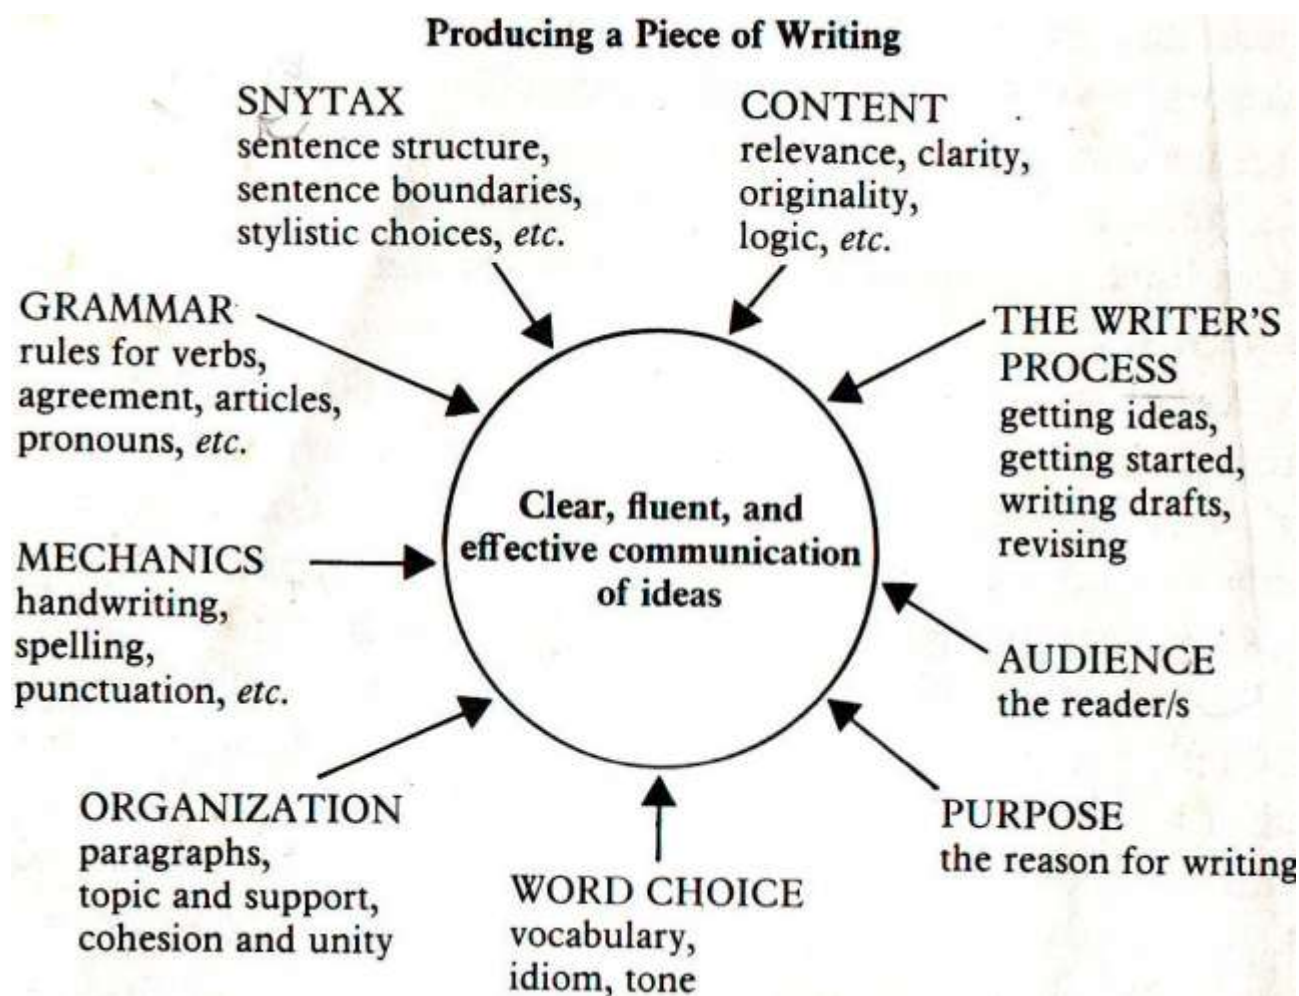 Producing a Piece of Writing
SNYTAX
sentence structure,
sentence boundaries,
stylistic choices, etc.
CONTENT
relevance, clarity,
originality,
logic, etc.
GRAMMAR
rules for verbs,
agreement, articles,
pronouns, etc.
THE WRITER'S
PROCESS
getting ideas,
getting started,
writing drafts,
revising
Clear, fluent, and
effective communication
of ideas
MECHANICS
handwriting,
spelling,
punctuation, etc.
AUDIENCE
the reader/s
ORGANIZATION
paragraphs,
topic and support,
cohesion and unity
WORD CHOICE
vocabulary,
idiom, tone
PURPOSE
the reason for writing